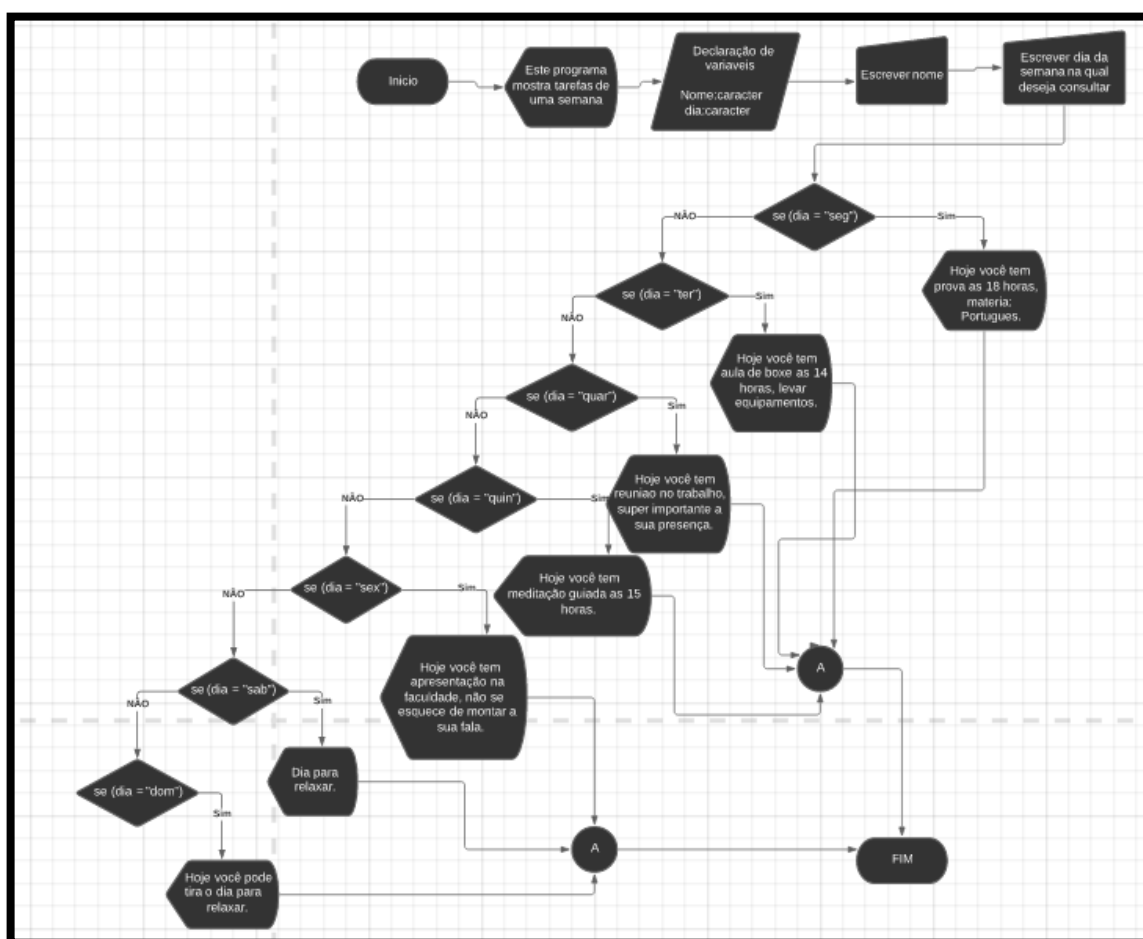 Inicio
Este programa
mostra tarefas de
uma semana
Declaração de
variaveis
Nome:caracter
dia:caracter
Escrever nome
Escrever dia da
semana na qual
deseja consultar
se (dia = "seg")
NÃO
Sim
Hoje você tem
prova as 18 horas,
materia:
Portugues.
se (dia = "ter")
NÃO
Sim
Hoje você tem
aula de boxe as 14
horas, levar
equipamentos.
se (dia = "quar")
NÃO
Sim
Hoje você tem
reuniao no trabalho,
super importante a
sua presença.
se (dia = "quin")
NÃO
Sim
Hoje você tem
meditação guiada as 15
horas.
se (dia = "sex")
NÃO
Sim
Hoje você tem
apresentação na
faculdade, não se
esquece de montar a
sua fala.
A
se (dia = "sab")
NÃO
Sim
Dia para
relaxar.
se (dia ="dom")
Sim
Hoje você pode
tira o dia para
relaxar.
A
FIM